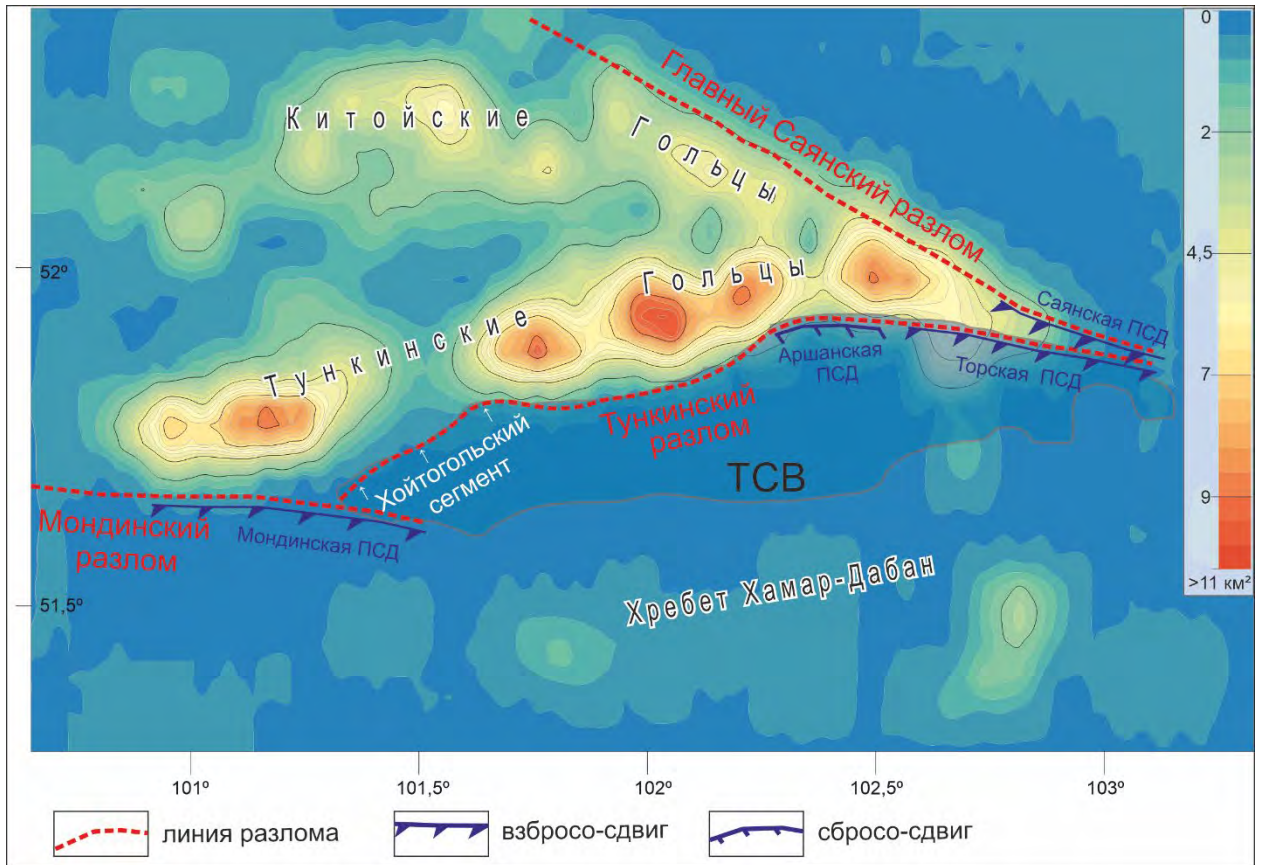 Китойские
Гольцы
Главный Саянский разлом
0
2
4,5
7
9
>11 км²
52º
51,5º
Тункинские
Гольцы
Саянская ПСД
Аршанская
ПСД
Торская ПСД
Тункинский
разлом
Хойтогольский
сегмент
ТСВ
Мондинский
разлом
Мондинская ПСД
Хребет Хамар-Дабан
101º
101,5º
102º
102,5º
103º
линия разлома
взбросо-сдвиг
сбросо-сдвиг